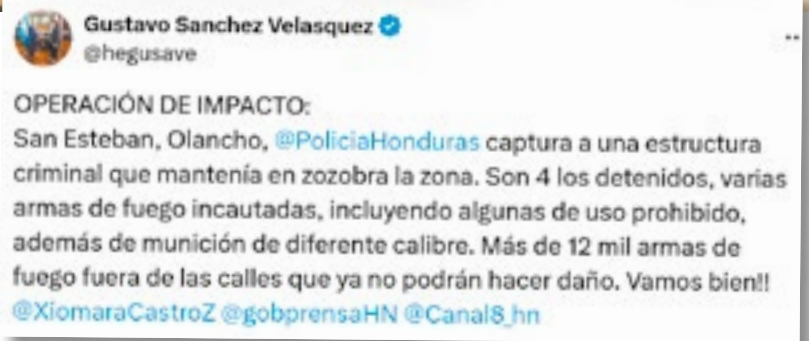 Gustavo Sanchez Velasquez
@hegusave
OPERACIÓN DE IMPACTO:
San Esteban, Olancho, @PoliciaHonduras captura a una estructura
criminal que mantenía en zozobra la zona. Son 4 los detenidos, varias
armas de fuego incautadas, incluyendo algunas de uso prohibido,
además de munición de diferente calibre. Más de 12 mil armas de
fuego fuera de las calles que ya no podrán hacer daño. Vamos bien!!
@XiomaraCastroZ @gobprensaHN @Canal8_hn